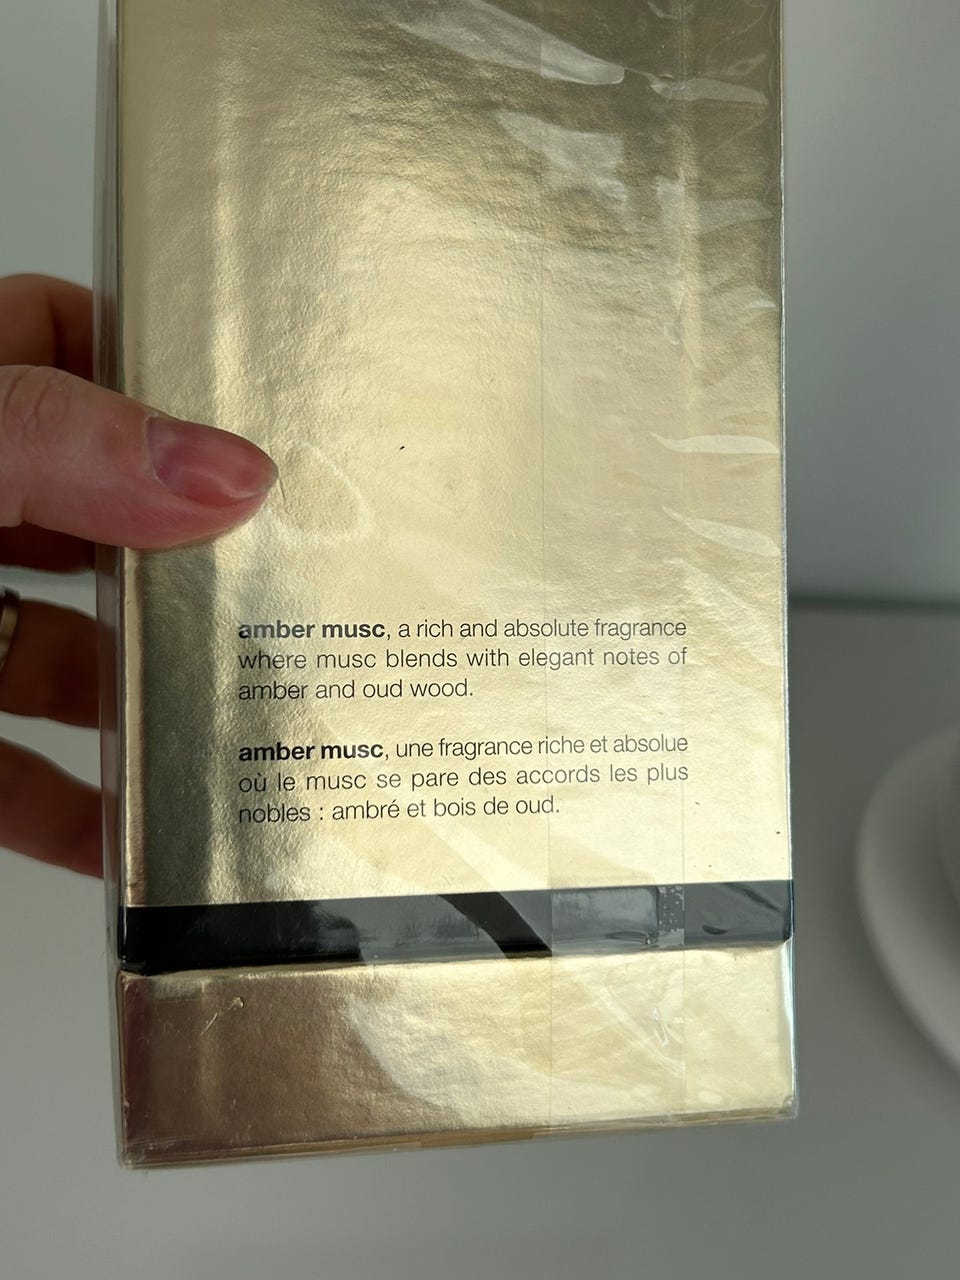 amber musc, a rich and absolute fragrance
where musc blends with elegant notes of
amber and oud wood.
amber musc, une fragrance riche et absolue
où le musc se pare des accords les plus
nobles : ambré et bois de oud.